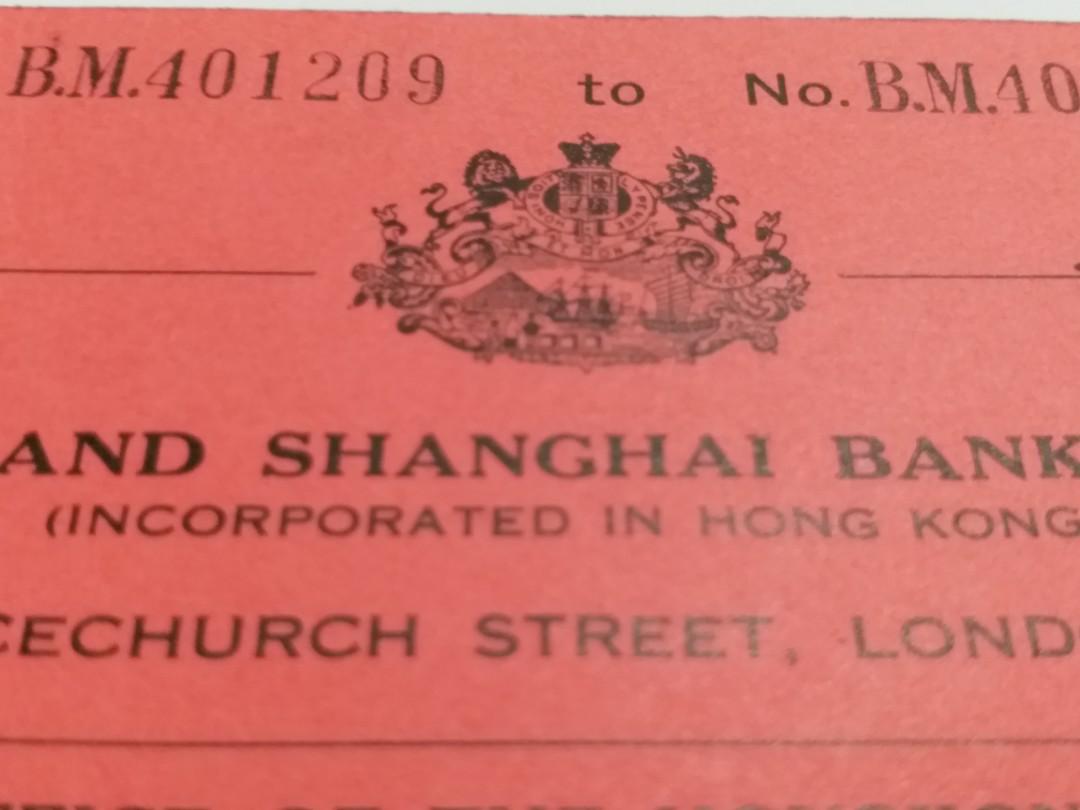 B.M.401209 to No. B.M.40
AND SHANGHAI BANK
(INCORPORATED IN HONG KONG
CECHURCH STREET, LOND